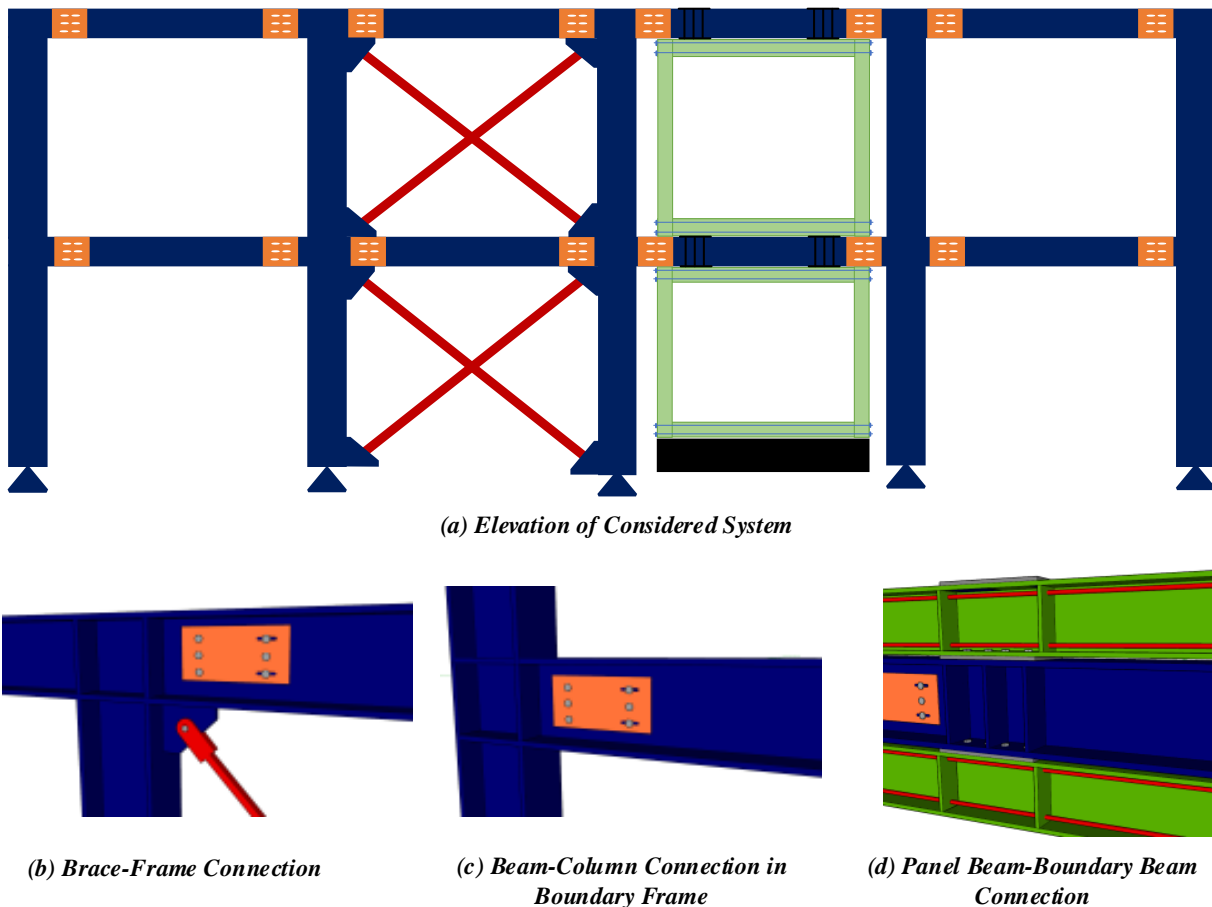 (a) Elevation of Considered System
(b) Brace-Frame Connection
(c) Beam-Column Connection in
Boundary Frame
(d) Panel Beam-Boundary Beam
Connection